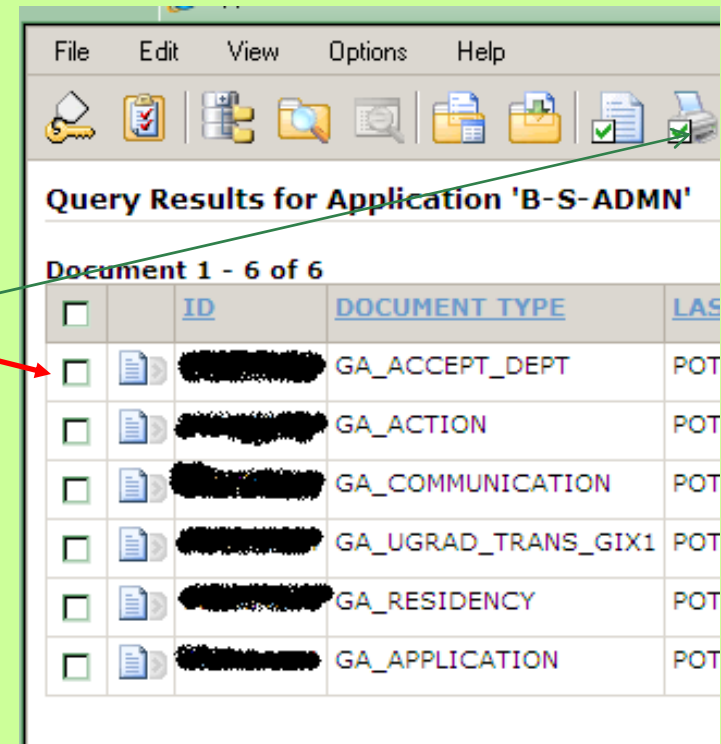 File Edit View Options Help
Query Results for Application 'B-S-ADMN'
Document 1 - 6 of 6
ID DOCUMENT TYPE LAS
GA_ACCEPT_DEPT POT
GA_ACTION POT
GA_COMMUNICATION POT
GA_UGRAD_TRANS_GIX1 POT
GA_RESIDENCY POT
GA_APPLICATION POT